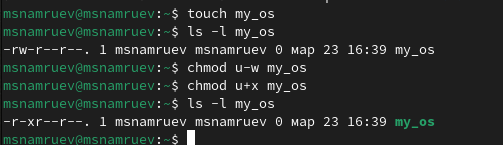 msnamruev@msnamruev:~$ touch my_os
msnamruev@msnamruev:~$ ls -l my_os
-rw-r--r--. 1 msnamruev msnamruev 0 мар 23 16:39 my_os
msnamruev@msnamruev:~$ chmod u-w my_os
msnamruev@msnamruev:~$ chmod u+x my_os
msnamruev@msnamruev:~$ ls -l my_os
-r-xr--r--. 1 msnamruev msnamruev 0 мар 23 16:39 my_os
msnamruev@msnamruev:~$